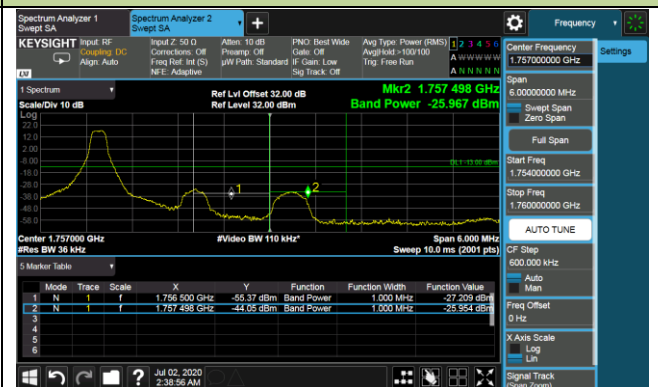 Spectrum Analyzer 1
Swept SA
Spectrum Analyzer 2
Swept SA
+
Frequency
KEYSIGHT
Input: RF
Coupling: DC
Align: Auto
Input Z: 50 Ω
Corrections: Off
Freq Ref: Int (S)
NFE: Adaptive
Atten: 10 dB
Preamp: Off
µW Path: Standard
PNO: Best Wide
Gate: Off
IF Gain: Low
Sig Track: Off
Avg Type: Power (RMS)
Avg|Hold:>100/100
Trig: Free Run
1 2 3 4 5 6
A W W W W W
A N N N N N
LXI
1 Spectrum
Scale/Div 10 dB
Ref Lvl Offset 32.00 dB
Ref Level 32.00 dBm
Mkr2 1.757 498 GHz
Band Power -25.967 dBm
Log
22.0
12.0
2.00
-8.00
-18.0
-28.0
-38.0
-48.0
-58.0
DL1 -13.00 dBm
1
2
Center 1.757000 GHz
#Res BW 36 kHz
#Video BW 110 kHz*
Span 6.000 MHz
Sweep 10.0 ms (2001 pts)
5 Marker Table
Mode Trace Scale X Y Function Function Width Function Value
1 N 1 f 1.756 500 GHz -55.37 dBm Band Power 1.000 MHz -27.209 dBm
2 N 1 f 1.757 498 GHz -44.05 dBm Band Power 1.000 MHz -25.954 dBm
3
4
5
6
?
Jul 02, 2020
2:38:56 AM
Center Frequency
1.757000000 GHz
Settings
Span
6.00000000 MHz
Swept Span
Zero Span
Full Span
Start Freq
1.754000000 GHz
Stop Freq
1.760000000 GHz
AUTO TUNE
CF Step
600.000 kHz
Auto
Man
Freq Offset
0 Hz
X Axis Scale
Log
Lin
Signal Track
(Span Zoom)